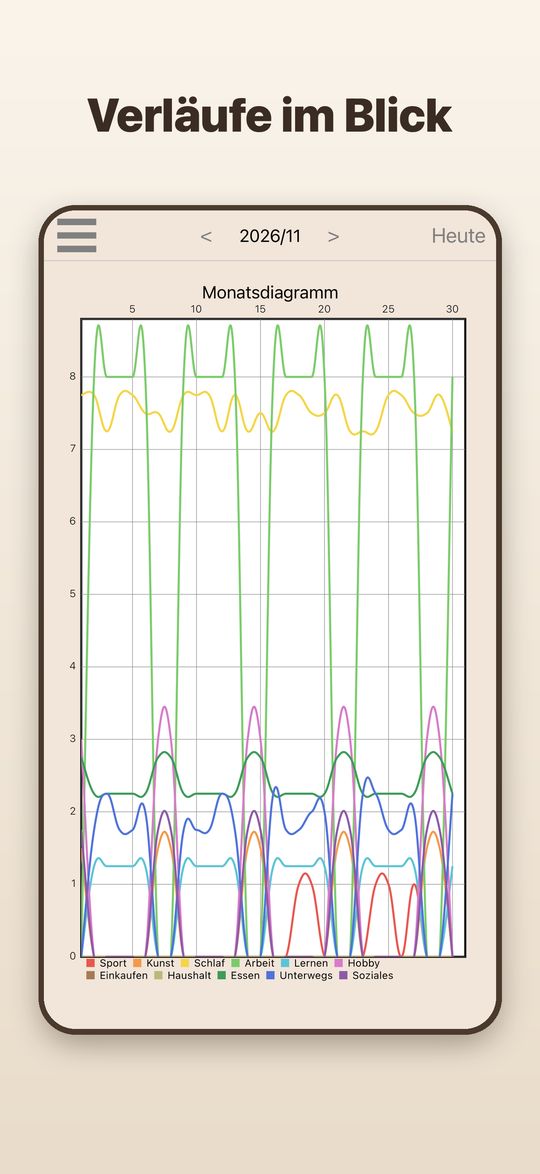 Verläufe im Blick
< 2026/11 > Heute
Monatsdiagramm
5 10 15 20 25 30
8
7
6
5
4
3
2
1
0
Sport Kunst Schlaf Arbeit Lernen Hobby
Einkaufen Haushalt Essen Unterwegs Soziales